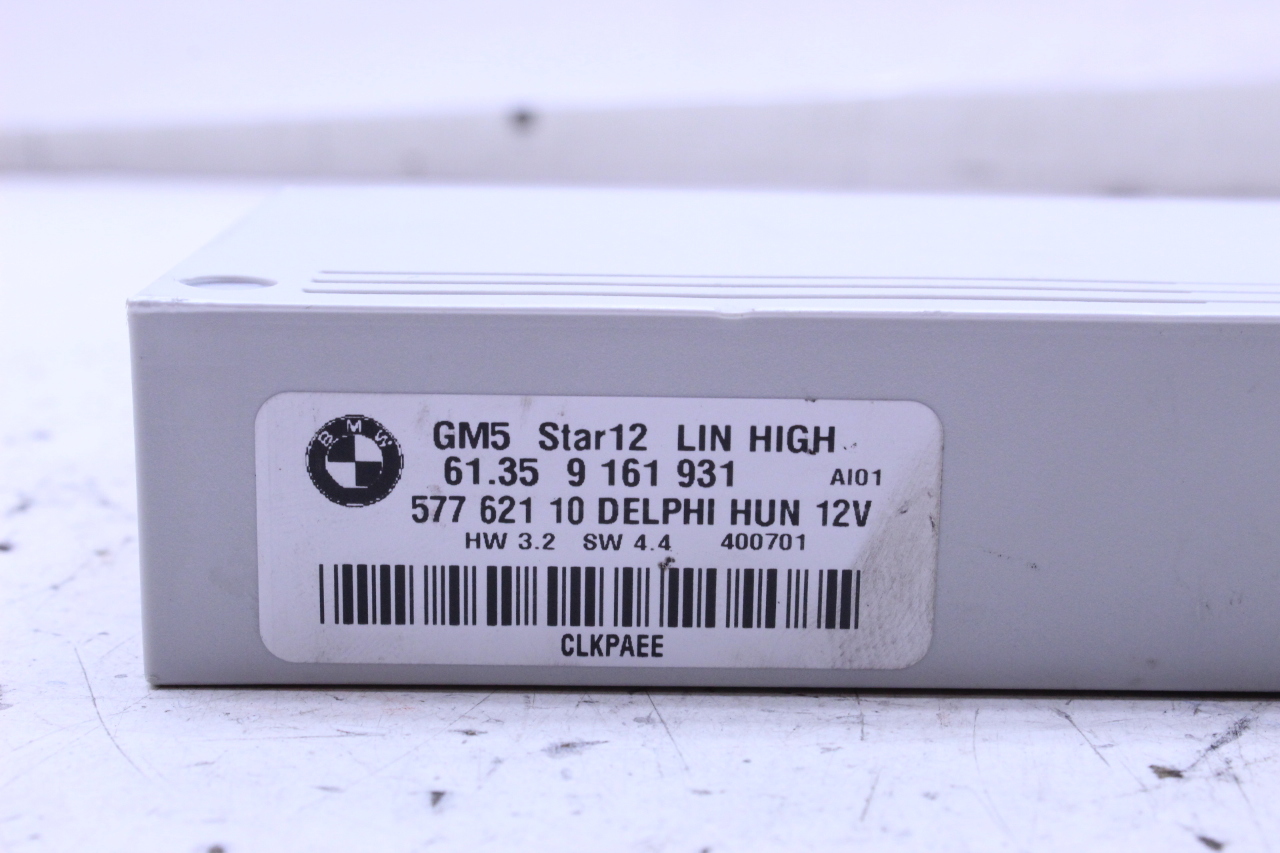 BMW
GM5 Star12 LIN HIGH
61.35 9 161 931 AI01
577 621 10 DELPHI HUN 12V
HW 3.2 SW 4.4 400701
CLKPAEE